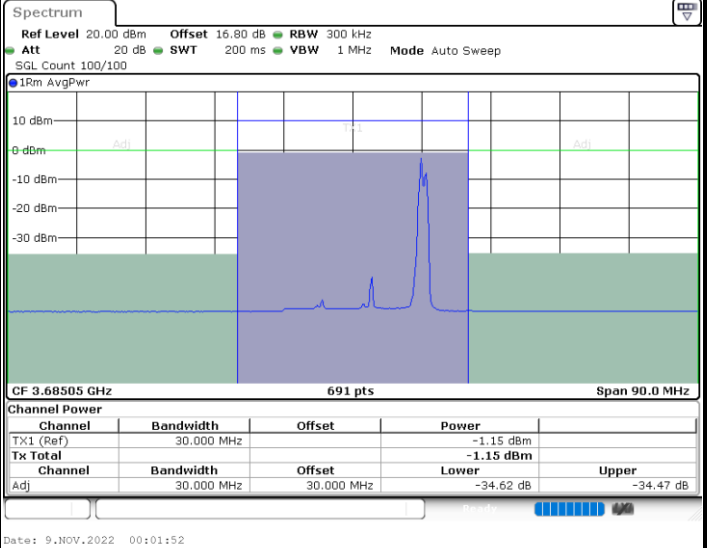 Spectrum
Ref Level 20.00 dBm Offset 16.80 dB RBW 300 kHz
Att 20 dB SWT 200 ms VBW 1 MHz Mode Auto Sweep
SGL Count 100/100
1Rm AvgPwr
10 dBm
TX1
Adj Adj
0 dBm
-10 dBm
-20 dBm
-30 dBm
CF 3.68505 GHz 691 pts Span 90.0 MHz
Channel Power
Channel Bandwidth Offset Power
TX1 (Ref) 30.000 MHz -1.15 dBm
Tx Total -1.15 dBm
Channel Bandwidth Offset Lower Upper
Adj 30.000 MHz 30.000 MHz -34.62 dB -34.47 dB
Ready
Date: 9.NOV.2022 00:01:52